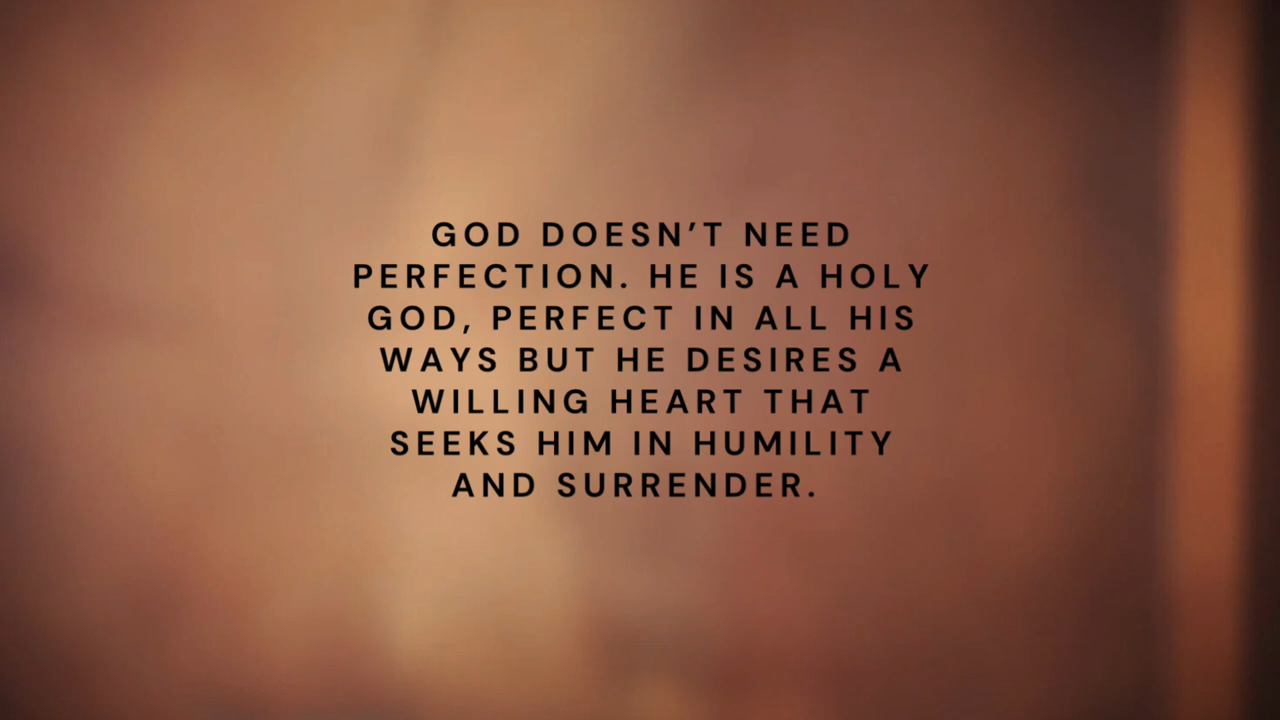 GOD DOESN’T NEED
PERFECTION. HE IS A HOLY
GOD, PERFECT IN ALL HIS
WAYS BUT HE DESIRES A
WILLING HEART THAT
SEEKS HIM IN HUMILITY
AND SURRENDER.